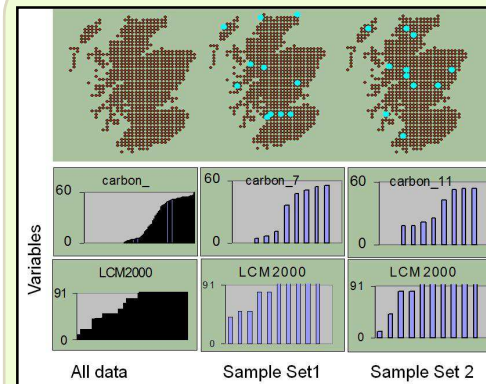 Variables
carbon_
60
0
carbon_7
60
0
carbon_11
60
0
LCM2000
91
0
LCM2000
91
0
LCM2000
91
0
All data
Sample Set1
Sample Set 2